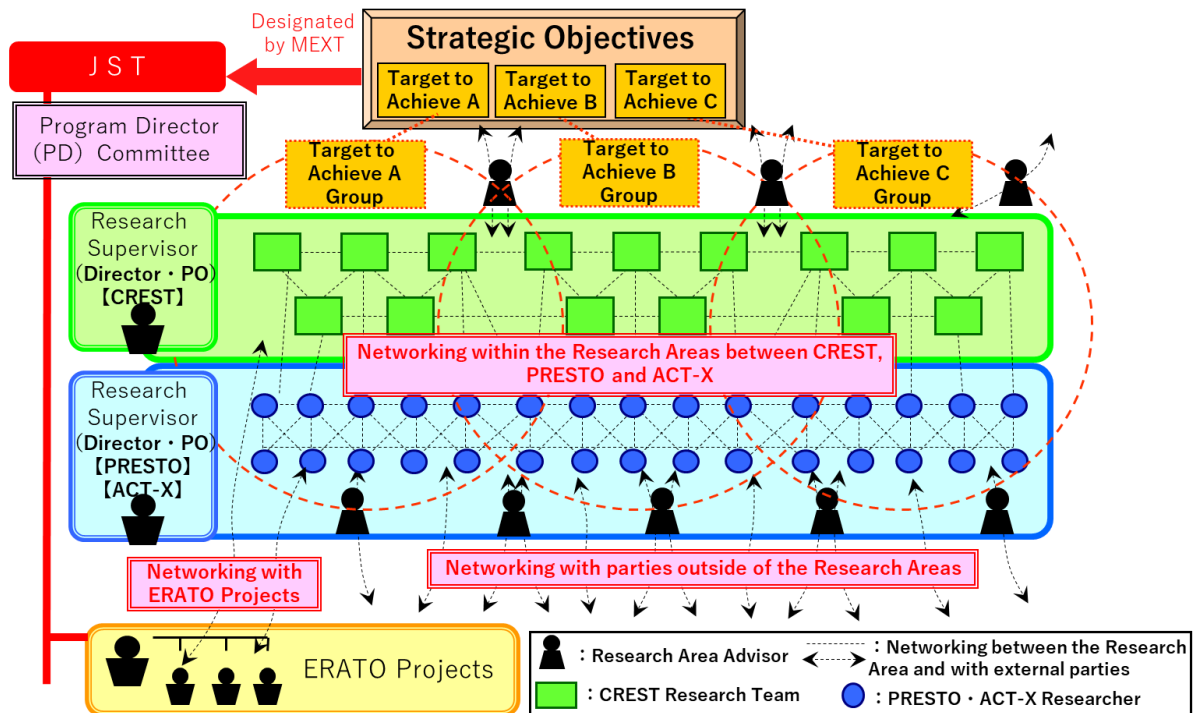 Designated
by MEXT
Strategic Objectives
JST
Target to
Achieve A
Target to
Achieve B
Target to
Achieve C
Program Director
（PD）Committee
Target to
Achieve A
Group
Target to
Achieve B
Group
Target to
Achieve C
Group
Research
Supervisor
（Director・PO）
【CREST】
Networking within the Research Areas between CREST,
PRESTO and ACT-X
Research
Supervisor
（Director・PO）
【PRESTO】
【ACT-X】
Networking with
ERATO Projects
Networking with parties outside of the Research Areas
ERATO Projects
：Research Area Advisor
：Networking between the Research
Area and with external parties
：CREST Research Team
：PRESTO・ACT-X Researcher